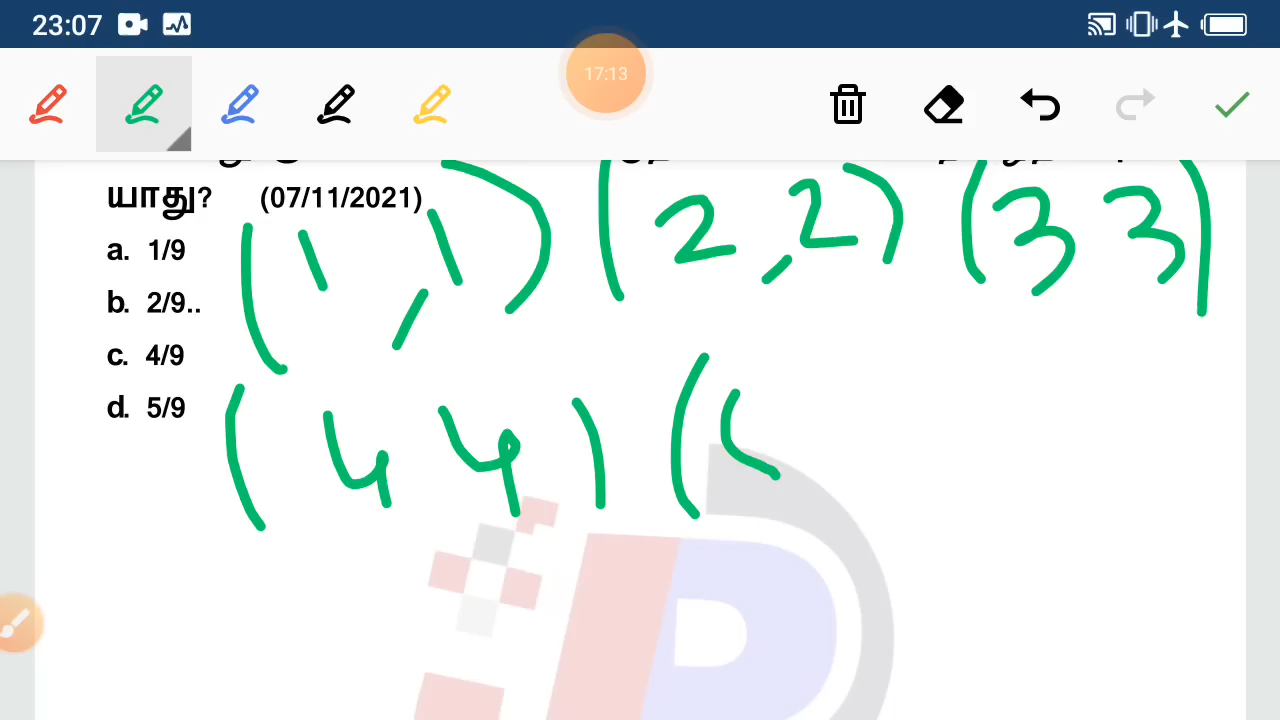 23:07
17:13
யாது? (07/11/2021)
a. 1/9
b. 2/9..
c. 4/9
d. 5/9
(1,1) (2,2) (3 3)
(4 4) (